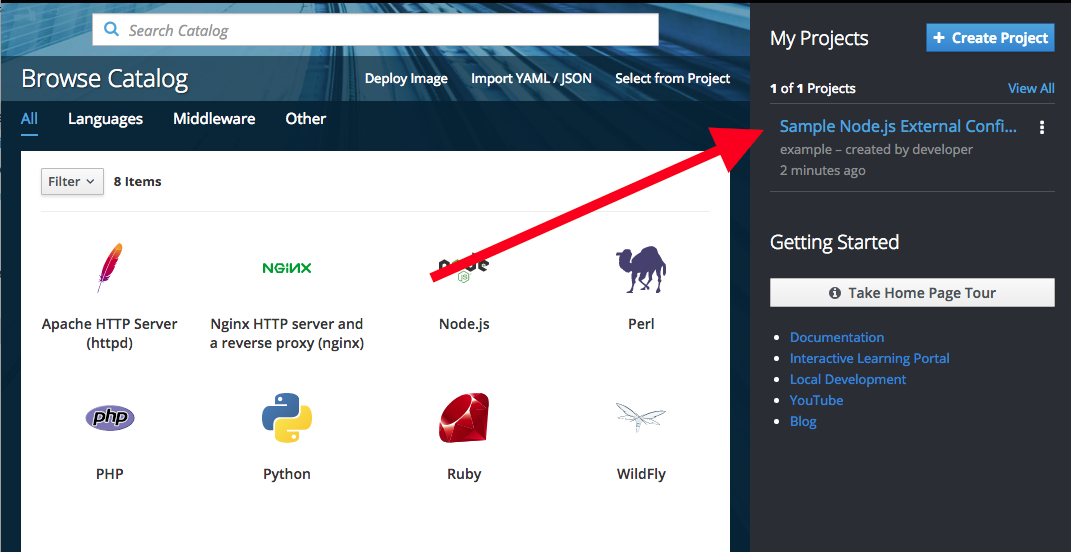 Search Catalog
Browse Catalog
Deploy Image
Import YAML / JSON
Select from Project
All
Languages
Middleware
Other
Filter
8 Items
NGINX
node
JS
Apache HTTP Server
(httpd)
Nginx HTTP server and
a reverse proxy (nginx)
Node.js
Perl
php
PHP
Python
Ruby
WildFly
My Projects
+ Create Project
1 of 1 Projects
View All
Sample Node.js External Confi...
example – created by developer
2 minutes ago
Getting Started
Take Home Page Tour
Documentation
Interactive Learning Portal
Local Development
YouTube
Blog